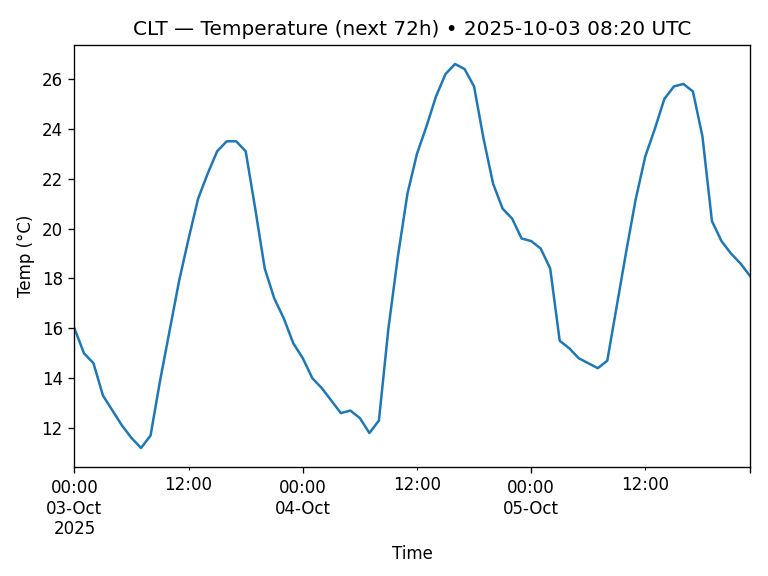 CLT — Temperature (next 72h) • 2025-10-03 08:20 UTC
26
24
22
20
18
16
14
12
Temp (°C)
00:00 12:00 00:00 12:00 00:00 12:00
03-Oct 04-Oct 05-Oct
2025
Time